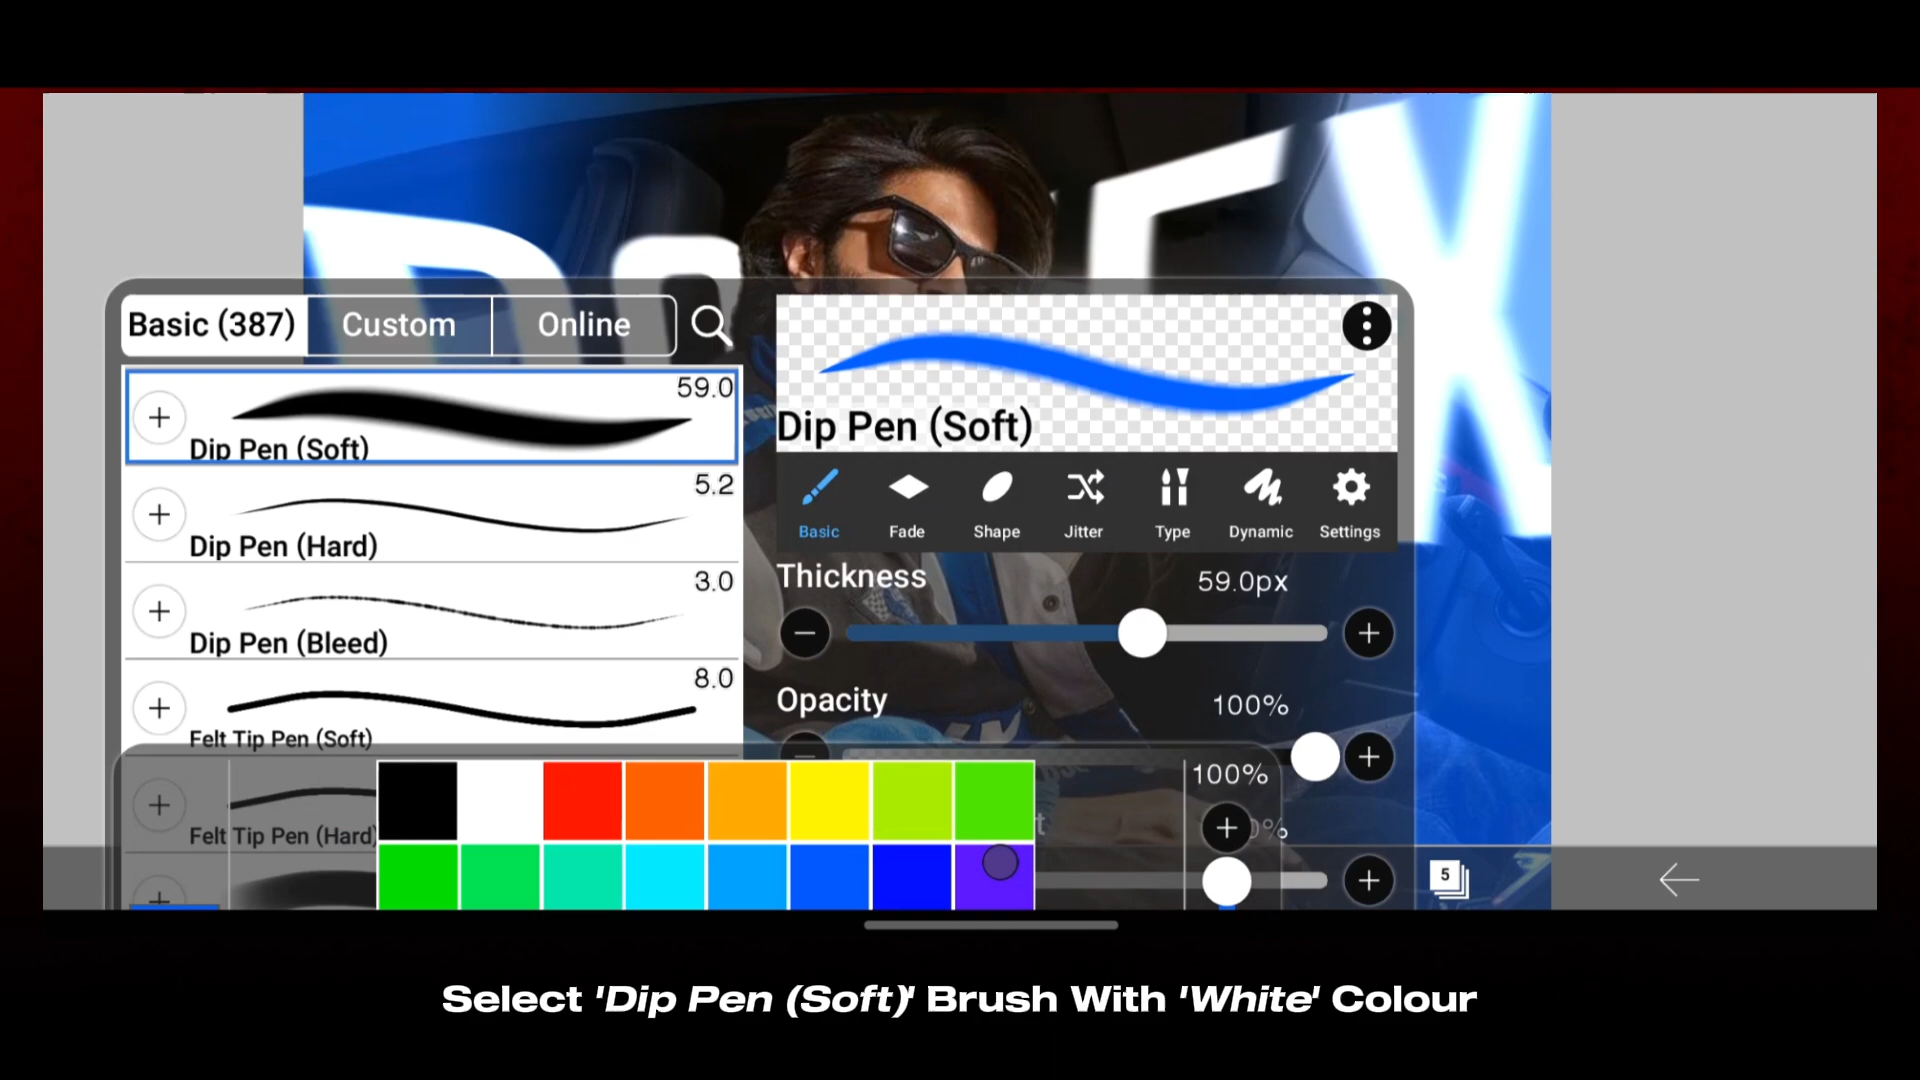 Basic (387)
Custom
Online
59.0
Dip Pen (Soft)
5.2
Dip Pen (Hard)
3.0
Dip Pen (Bleed)
8.0
Felt Tip Pen (Soft)
Felt Tip Pen (Hard)
Dip Pen (Soft)
Basic
Fade
Shape
Jitter
Type
Dynamic
Settings
Thickness
59.0px
Opacity
100%
100%
5
Select 'Dip Pen (Soft)' Brush With 'White' Colour